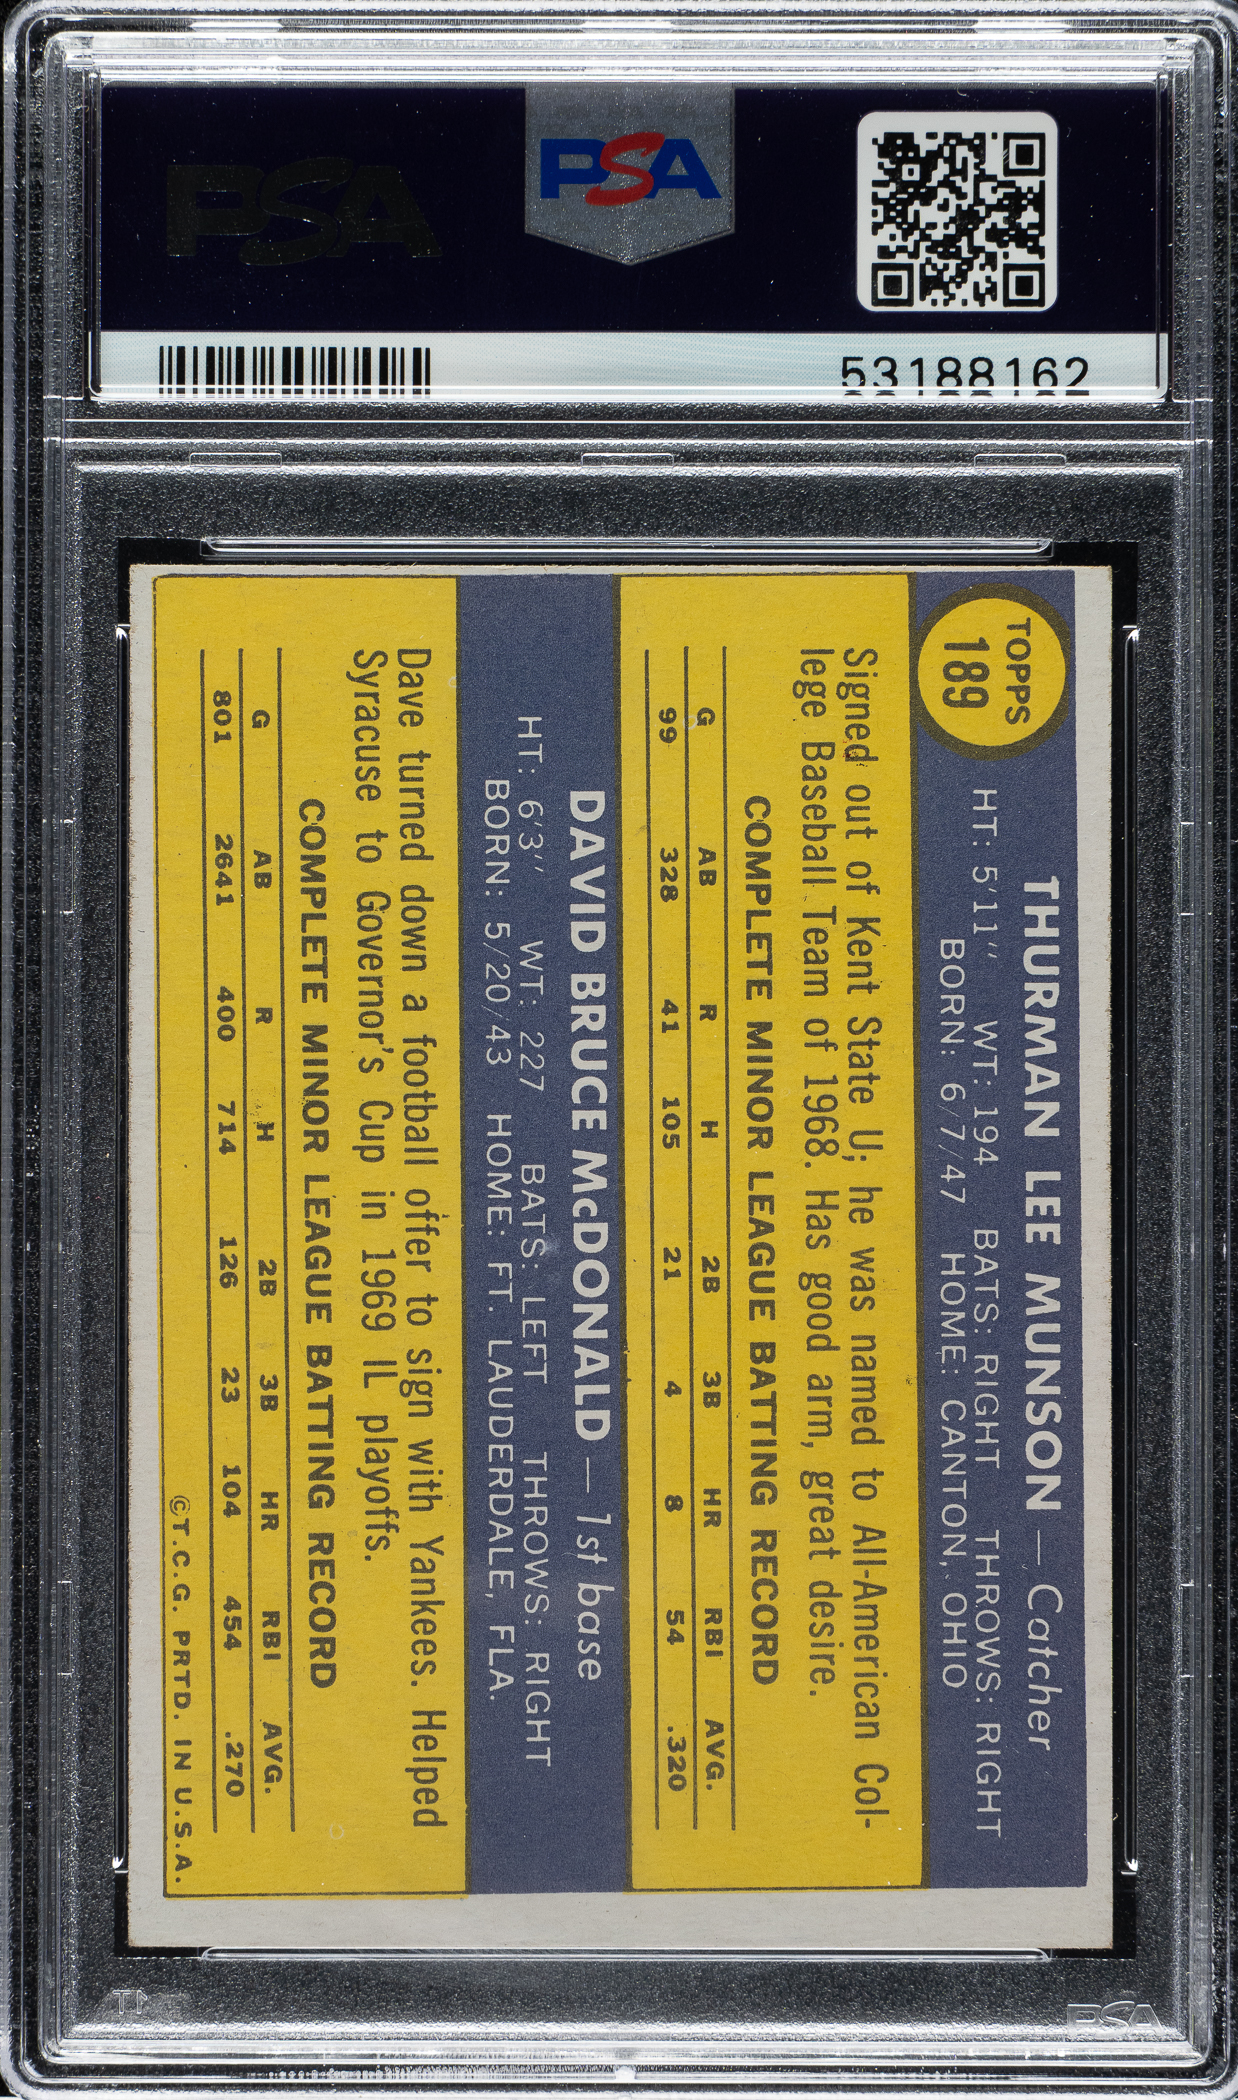 PSA
PSA
53188162
TOPPS
189
THURMAN LEE MUNSON — Catcher
HT: 5'11" WT: 194 BATS: RIGHT THROWS: RIGHT
BORN: 6/7/47 HOME: CANTON, OHIO
Signed out of Kent State U; he was named to All-American Col-
lege Baseball Team of 1968. Has good arm, great desire.
COMPLETE MINOR LEAGUE BATTING RECORD
G AB R H 2B 3B HR RBI AVG.
99 328 41 105 21 4 8 54 .320
DAVID BRUCE McDONALD — 1st base
HT: 6'3" WT: 227 BATS: LEFT THROWS: RIGHT
BORN: 5/20/43 HOME: FT. LAUDERDALE, FLA.
Dave turned down a football offer to sign with Yankees. Helped
Syracuse to Governor's Cup in 1969 IL playoffs.
COMPLETE MINOR LEAGUE BATTING RECORD
G AB R H 2B 3B HR RBI AVG.
801 2641 400 714 126 23 104 454 .270
©T.C.G. PRTD. IN U.S.A.
PSA